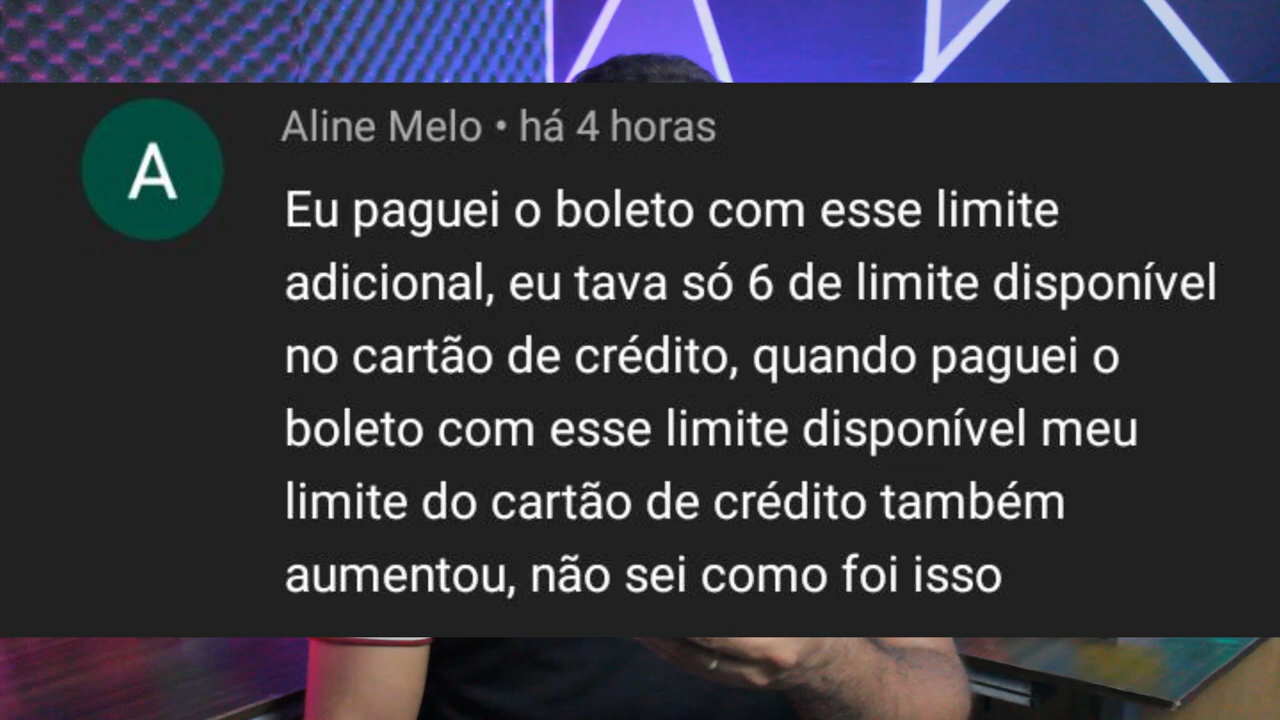 A
Aline Melo • há 4 horas
Eu paguei o boleto com esse limite
adicional, eu tava só 6 de limite disponível
no cartão de crédito, quando paguei o
boleto com esse limite disponível meu
limite do cartão de crédito também
aumentou, não sei como foi isso